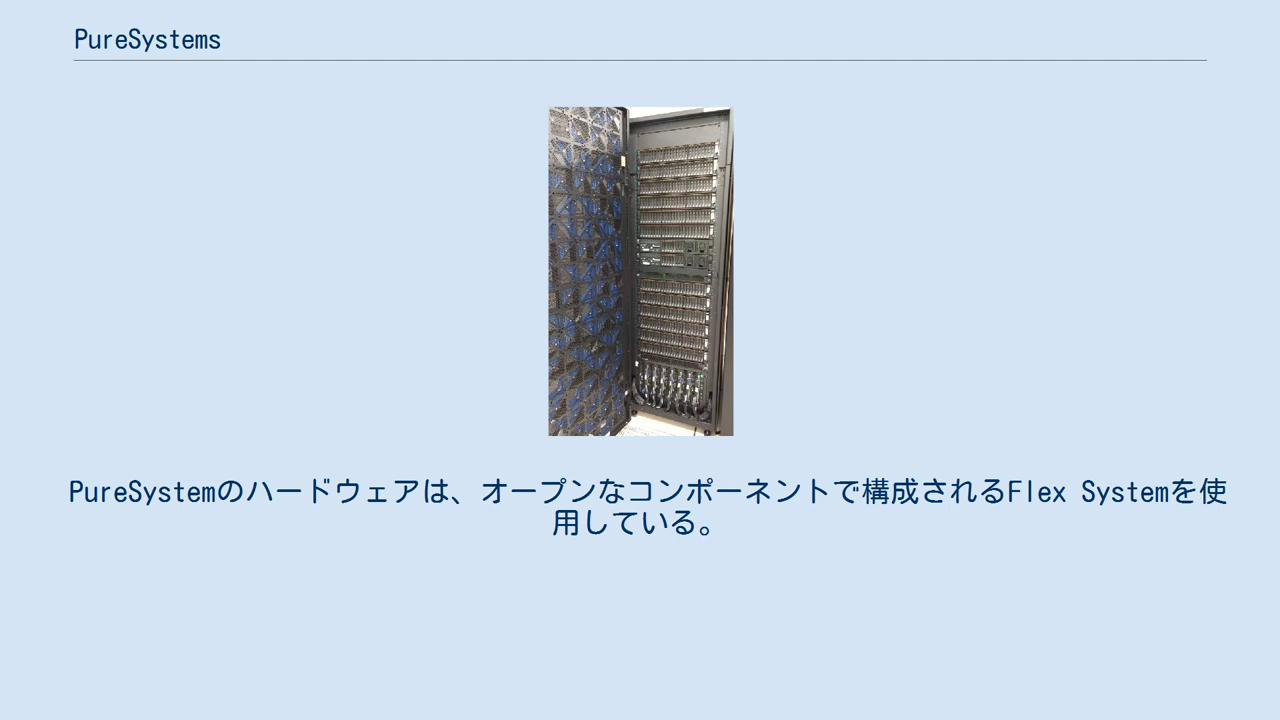 PureSystems
PureSystemのハードウェアは、オープンなコンポーネントで構成されるFlex Systemを使
用している。